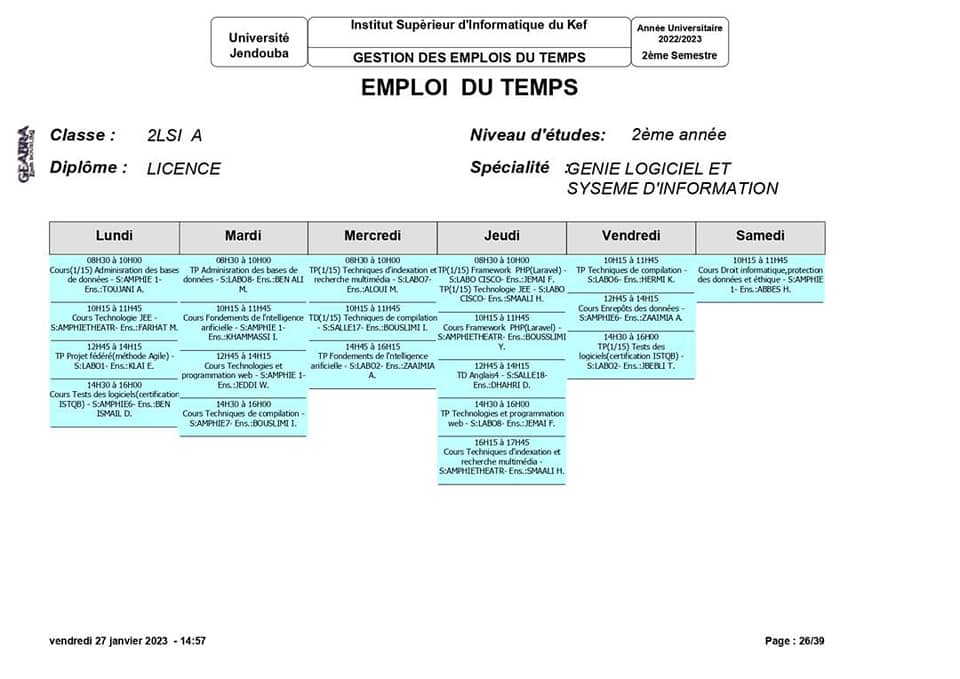 Université
Jendouba
Institut Supèrieur d'Informatique du Kef
GESTION DES EMPLOIS DU TEMPS
Année Universitaire
2022/2023
2ème Semestre
EMPLOI DU TEMPS
GEABRA
Classe : 2LSI A
Niveau d'études: 2ème année
Diplôme : LICENCE
Spécialité :GENIE LOGICIEL ET
SYSEME D'INFORMATION
Lundi
08H30 à 10H00
Cours(1/15) Adminisration des bases
de données - S:AMPHIE 1-
Ens.:TOUJANI A.
10H15 à 11H45
Cours Technologie JEE -
S:AMPHIETHEATR- Ens.:FARHAT M.
12H45 à 14H15
TP Projet fédéré(méthode Agile) -
S:LABO1- Ens.:KLAI E.
14H30 à 16H00
Cours Tests des logiciels(certification
ISTQB) - S:AMPHIE6- Ens.:BEN
ISMAIL D.
Mardi
08H30 à 10H00
TP Adminisration des bases de
données - S:LABO8- Ens.:BEN ALI
M.
10H15 à 11H45
Cours Fondements de l'intelligence
arificielle - S:AMPHIE 1-
Ens.:KHAMMASSI I.
12H45 à 14H15
Cours Technologies et
programmation web - S:AMPHIE 1-
Ens.:JEDDI W.
14H30 à 16H00
Cours Techniques de compilation -
S:AMPHIE7- Ens.:BOUSLIMI I.
Mercredi
08H30 à 10H00
TP(1/15) Techniques d'indexation et
recherche multimédia - S:LABO7-
Ens.:ALOUI M.
10H15 à 11H45
TD(1/15) Techniques de compilation
- S:SALLE17- Ens.:BOUSLIMI I.
14H45 à 16H15
TP Fondements de l'intelligence
arificielle - S:LABO2- Ens.:ZAAIMIA
A.
Jeudi
08H30 à 10H00
TP(1/15) Framework PHP(Laravel) -
S:LABO CISCO- Ens.:JEMAI F.
TP(1/15) Technologie JEE - S:LABO
CISCO- Ens.:SMAALI H.
10H15 à 11H45
Cours Framework PHP(Laravel) -
S:AMPHIETHEATR- Ens.:BOUSSLIMI
Y.
12H45 à 14H15
TD Anglais4 - S:SALLE18-
Ens.:DHAHRI D.
14H30 à 16H00
TP Technologies et programmation
web - S:LABO8- Ens.:JEMAI F.
16H15 à 17H45
Cours Techniques d'indexation et
recherche multimédia -
S:AMPHIETHEATR- Ens.:SMAALI H.
Vendredi
10H15 à 11H45
TP Techniques de compilation -
S:LABO6- Ens.:HERMI K.
12H45 à 14H15
Cours Enrepôts des données -
S:AMPHIE6- Ens.:ZAAIMIA A.
14H30 à 16H00
TP(1/15) Tests des
logiciels(certification ISTQB) -
S:LABO2- Ens.:JBEBLI T.
Samedi
10H15 à 11H45
Cours Droit informatique,protection
des données et éthique - S:AMPHIE
1- Ens.:ABBES H.
vendredi 27 janvier 2023 - 14:57
Page : 26/39